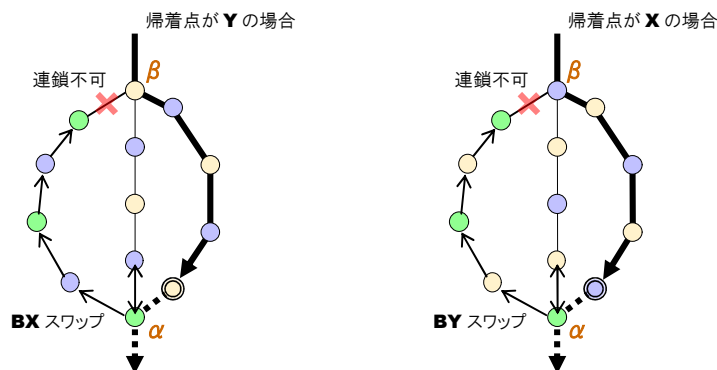 帰着点が Y の場合
連鎖不可
β
BX スワップ
α
帰着点が X の場合
連鎖不可
β
BY スワップ
α